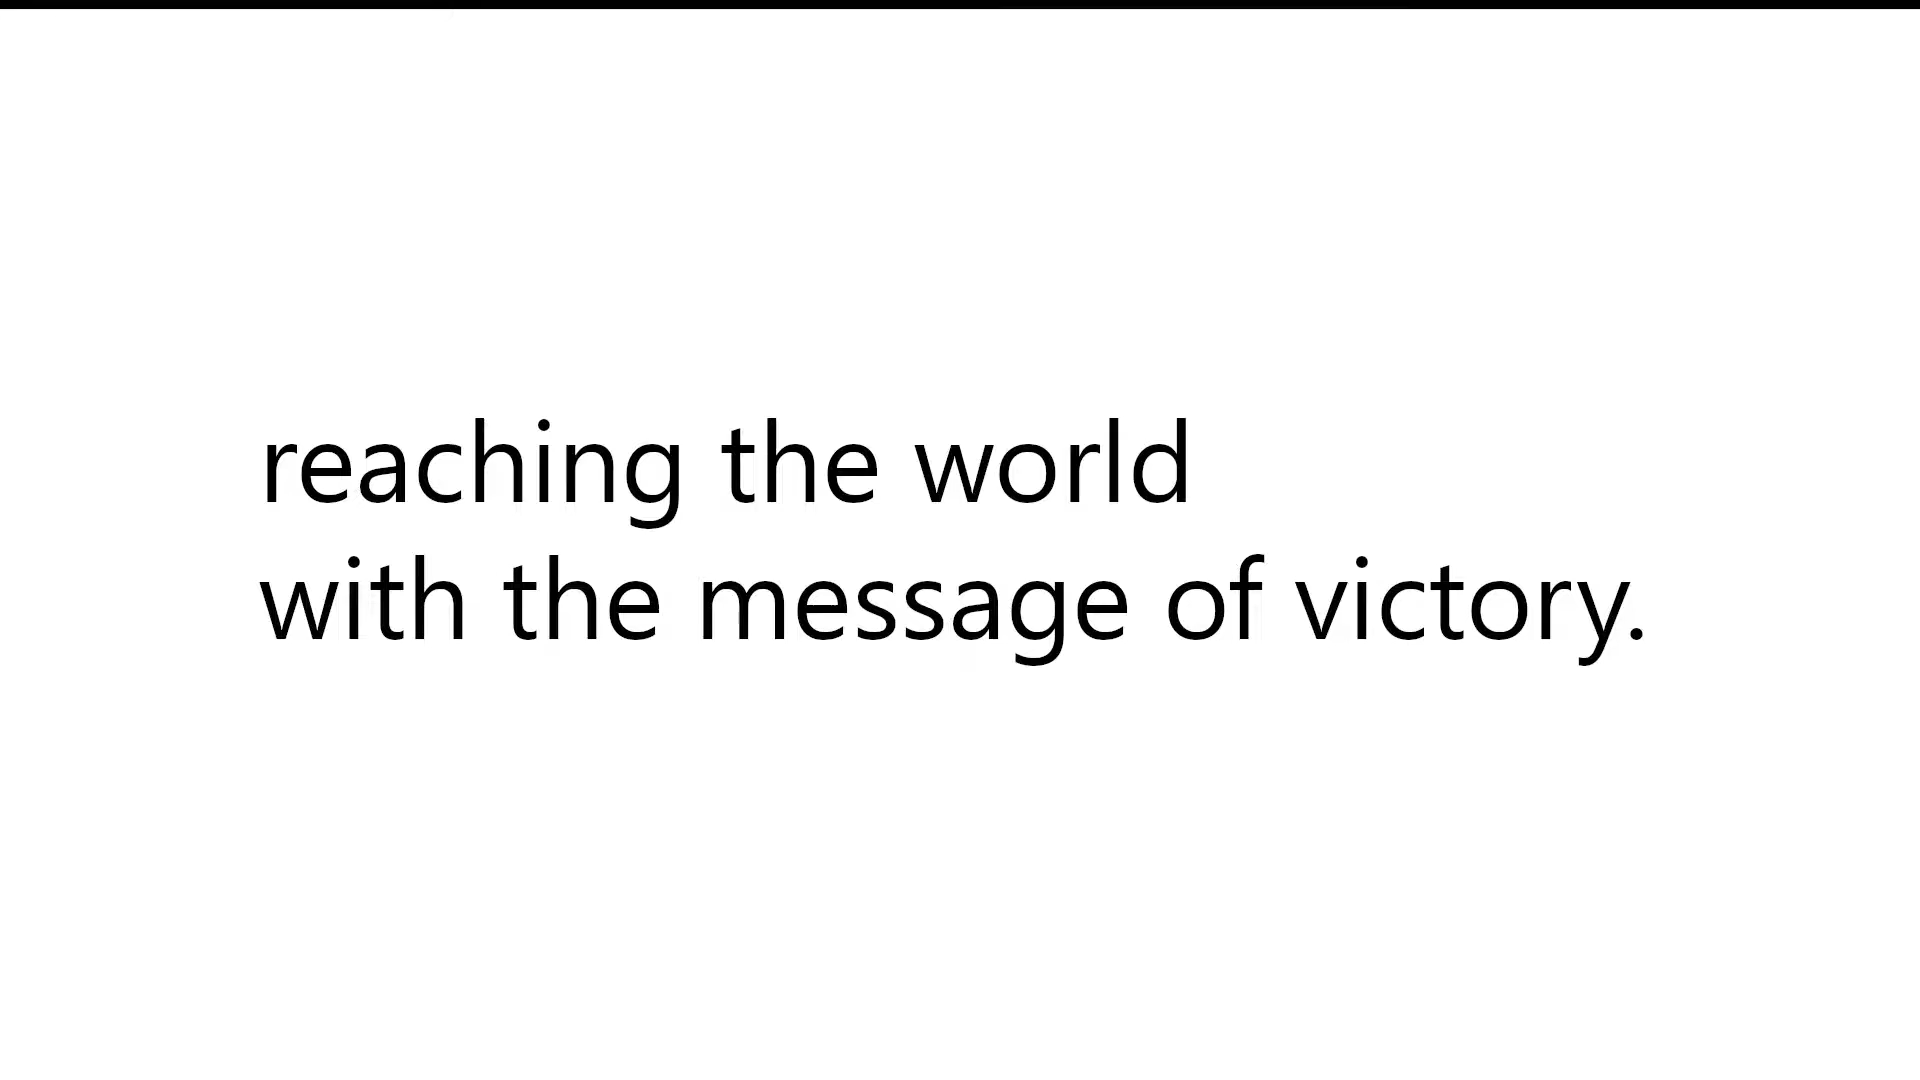 reaching the world
with the message of victory.